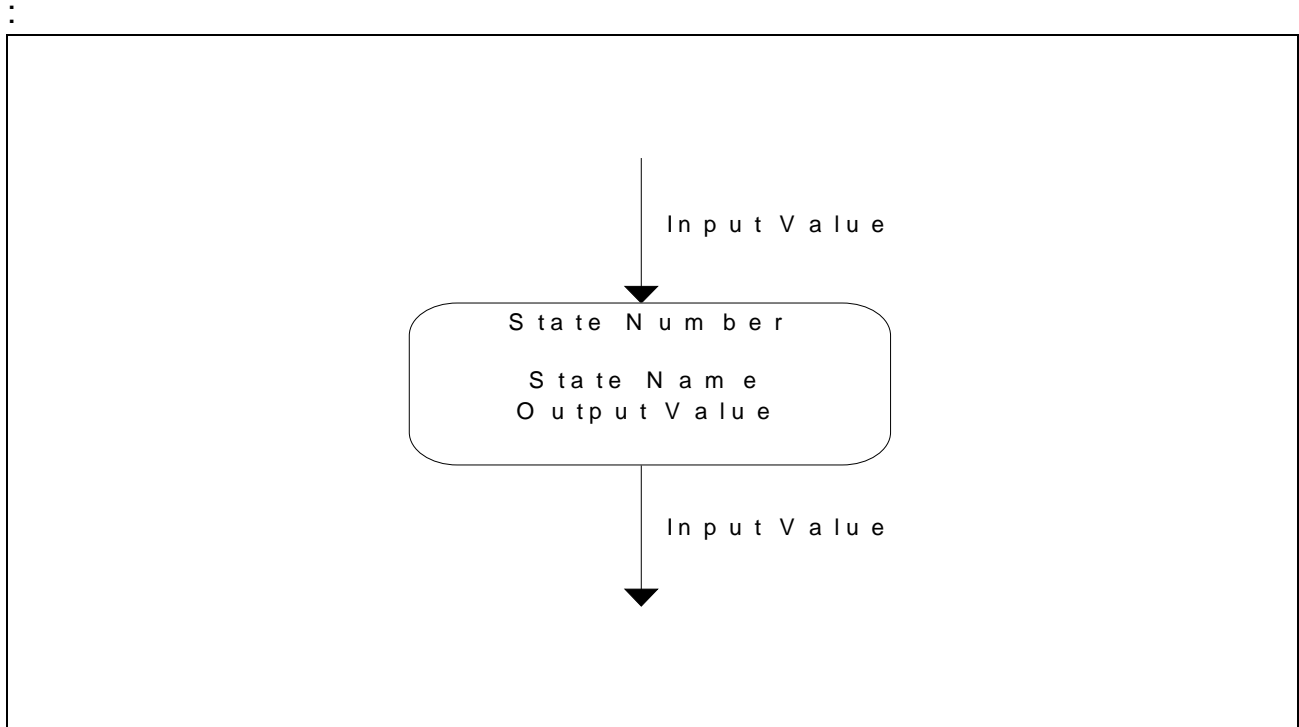 :
Input Value
State Number
State Name
Output Value
Input Value